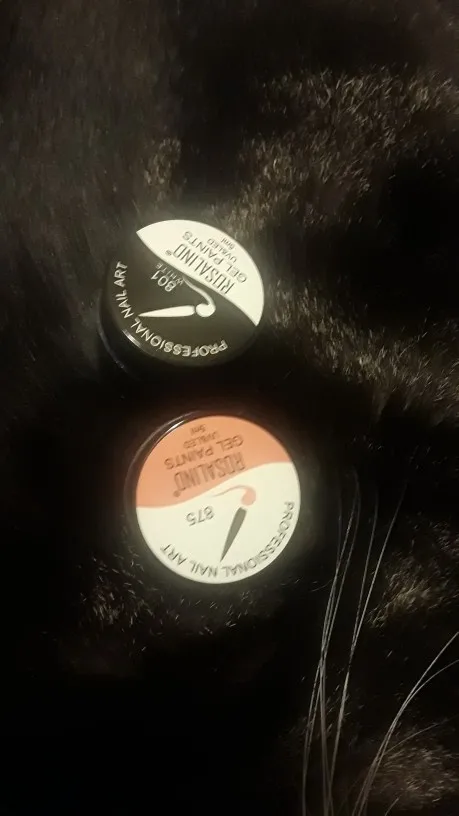 ROSALIND®
GEL PAINTS
UV&LED
5ml
801
WHITE
PROFESSIONAL NAIL ART
ROSALIND®
GEL PAINTS
UV&LED
5ml
875
PROFESSIONAL NAIL ART